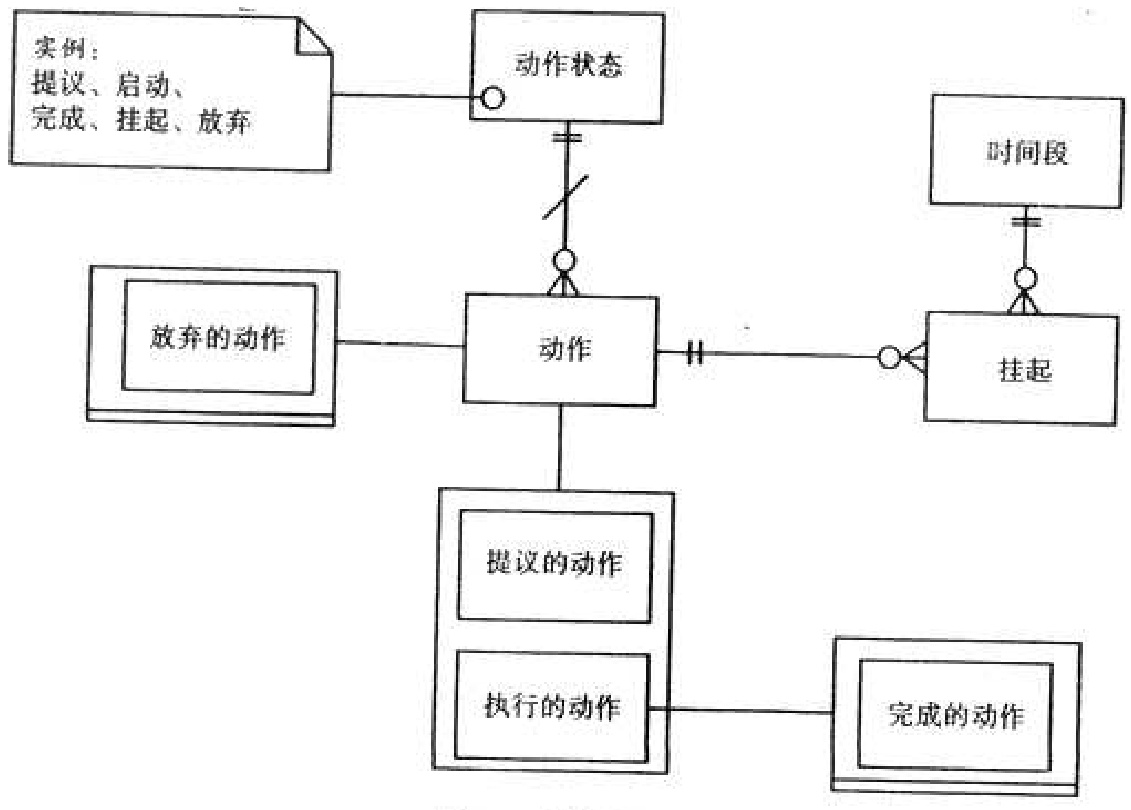 实例：
提议、启动、
完成、挂起、放弃
动作状态
时间段
放弃的动作
动作
挂起
提议的动作
执行的动作
完成的动作